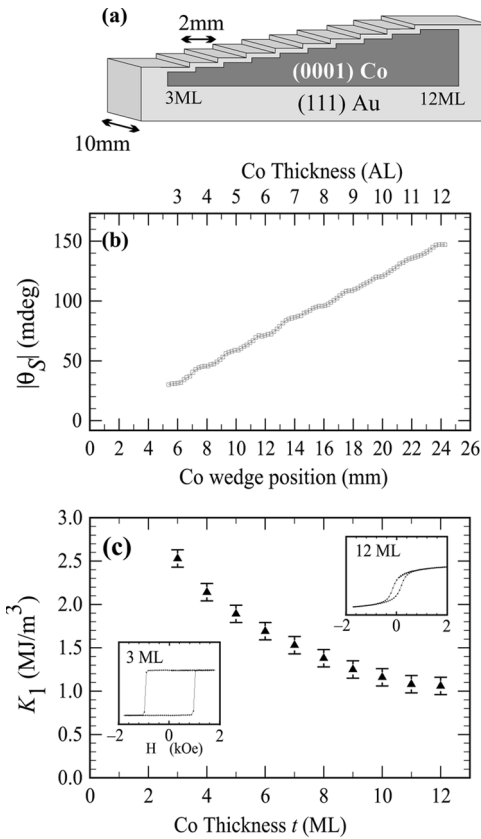 (a)
2mm
(0001) Co
3ML
(111) Au
12ML
10mm
Co Thickness (AL)
3 4 5 6 7 8 9 10 11 12
(b)
150
100
50
0
|θS| (mdeg)
0 2 4 6 8 10 12 14 16 18 20 22 24 26
Co wedge position (mm)
(c)
3.0
2.5
2.0
1.5
1.0
0.5
0.0
K1 (MJ/m3)
12 ML
−2 0 2
3 ML
−2 0 2
H (kOe)
0 2 4 6 8 10 12
Co Thickness t (ML)